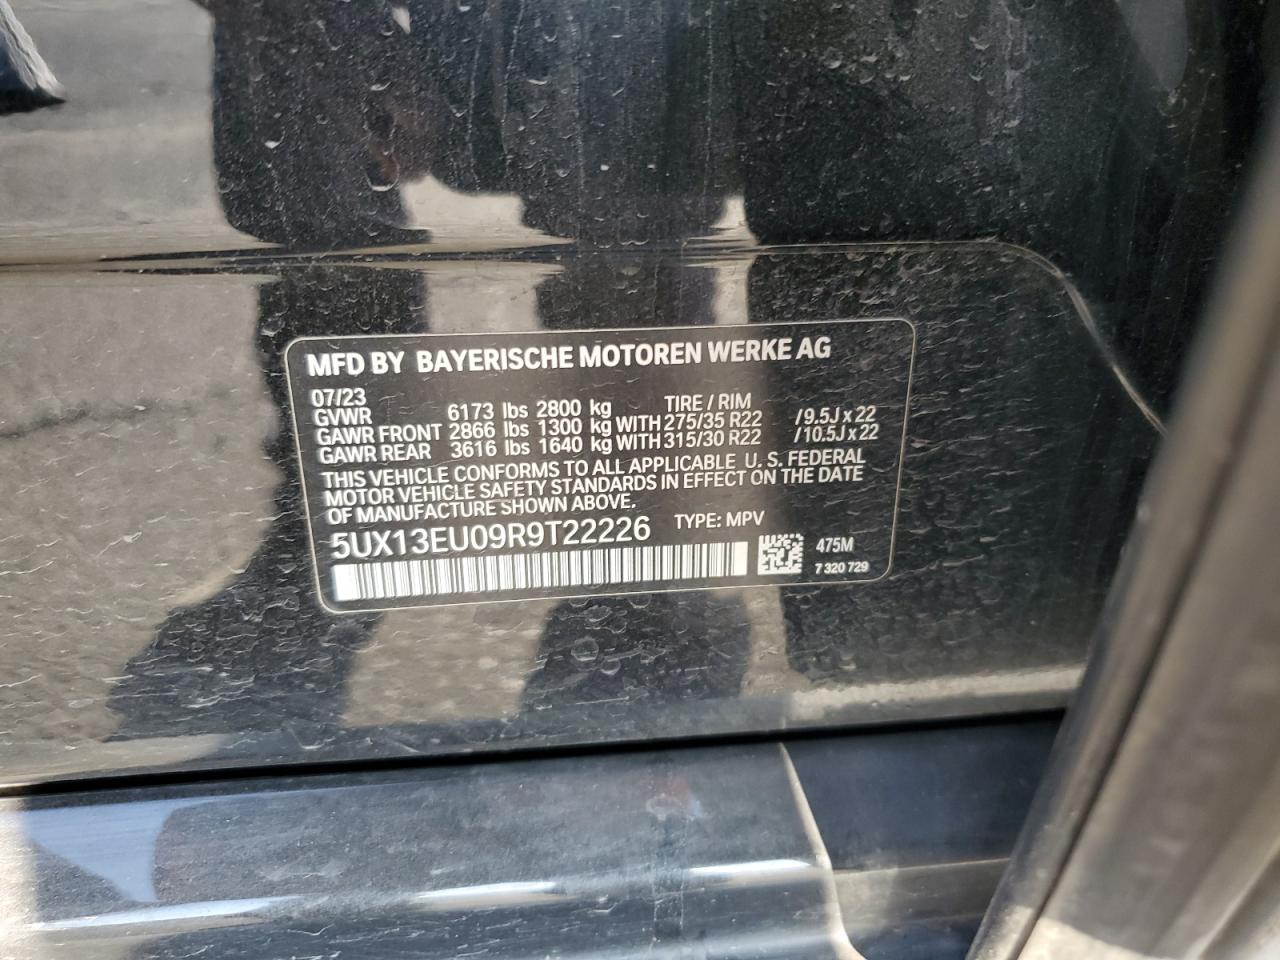 MFD BY BAYERISCHE MOTOREN WERKE AG
07/23
GVWR 6173 lbs 2800 kg TIRE / RIM
GAWR FRONT 2866 lbs 1300 kg WITH 275/35 R22 /9.5J x 22
GAWR REAR 3616 lbs 1640 kg WITH 315/30 R22 /10.5J x 22
THIS VEHICLE CONFORMS TO ALL APPLICABLE U.S. FEDERAL
MOTOR VEHICLE SAFETY STANDARDS IN EFFECT ON THE DATE
OF MANUFACTURE SHOWN ABOVE.
5UX13EU09R9T22226 TYPE: MPV
475M
7 320 729